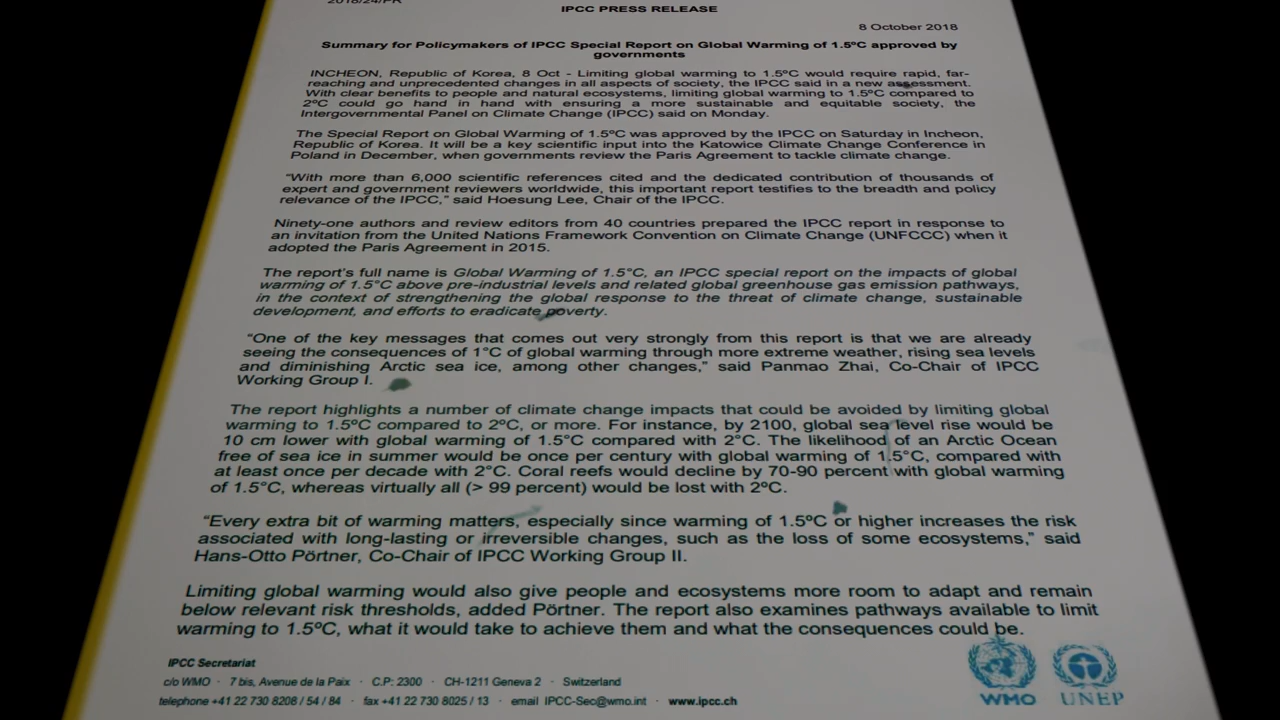 2018/24/PR
IPCC PRESS RELEASE
8 October 2018
Summary for Policymakers of IPCC Special Report on Global Warming of 1.5ºC approved by
governments
INCHEON, Republic of Korea, 8 Oct - Limiting global warming to 1.5ºC would require rapid, far-
reaching and unprecedented changes in all aspects of society, the IPCC said in a new assessment.
With clear benefits to people and natural ecosystems, limiting global warming to 1.5ºC compared to
2ºC could go hand in hand with ensuring a more sustainable and equitable society, the
Intergovernmental Panel on Climate Change (IPCC) said on Monday.
The Special Report on Global Warming of 1.5ºC was approved by the IPCC on Saturday in Incheon,
Republic of Korea. It will be a key scientific input into the Katowice Climate Change Conference in
Poland in December, when governments review the Paris Agreement to tackle climate change.
“With more than 6,000 scientific references cited and the dedicated contribution of thousands of
expert and government reviewers worldwide, this important report testifies to the breadth and policy
relevance of the IPCC,” said Hoesung Lee, Chair of the IPCC.
Ninety-one authors and review editors from 40 countries prepared the IPCC report in response to
an invitation from the United Nations Framework Convention on Climate Change (UNFCCC) when it
adopted the Paris Agreement in 2015.
The report’s full name is Global Warming of 1.5°C, an IPCC special report on the impacts of global
warming of 1.5°C above pre-industrial levels and related global greenhouse gas emission pathways,
in the context of strengthening the global response to the threat of climate change, sustainable
development, and efforts to eradicate poverty.
“One of the key messages that comes out very strongly from this report is that we are already
seeing the consequences of 1°C of global warming through more extreme weather, rising sea levels
and diminishing Arctic sea ice, among other changes,” said Panmao Zhai, Co-Chair of IPCC
Working Group I.
The report highlights a number of climate change impacts that could be avoided by limiting global
warming to 1.5ºC compared to 2ºC, or more. For instance, by 2100, global sea level rise would be
10 cm lower with global warming of 1.5°C compared with 2°C. The likelihood of an Arctic Ocean
free of sea ice in summer would be once per century with global warming of 1.5°C, compared with
at least once per decade with 2°C. Coral reefs would decline by 70-90 percent with global warming
of 1.5°C, whereas virtually all (> 99 percent) would be lost with 2ºC.
“Every extra bit of warming matters, especially since warming of 1.5ºC or higher increases the risk
associated with long-lasting or irreversible changes, such as the loss of some ecosystems,” said
Hans-Otto Pörtner, Co-Chair of IPCC Working Group II.
Limiting global warming would also give people and ecosystems more room to adapt and remain
below relevant risk thresholds, added Pörtner. The report also examines pathways available to limit
warming to 1.5ºC, what it would take to achieve them and what the consequences could be.
IPCC Secretariat
c/o WMO · 7 bis, Avenue de la Paix · C.P: 2300 · CH-1211 Geneva 2 · Switzerland
telephone +41 22 730 8208 / 54 / 84 · fax +41 22 730 8025 / 13 · email IPCC-Sec@wmo.int · www.ipcc.ch
WMO UNEP